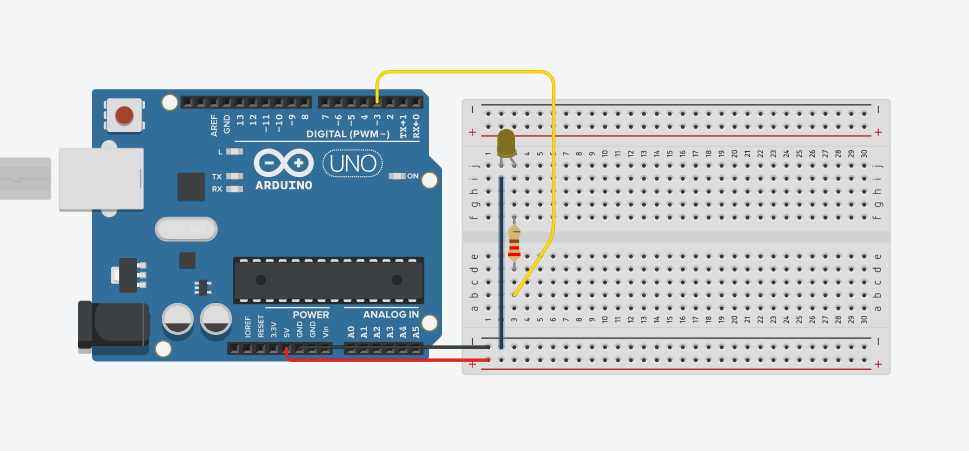 AREF
GND
13
12
~11
~10
~9
8
7
~6
~5
4
~3
2
TX→1
RX←0
DIGITAL (PWM~)
L
TX
RX
ARDUINO
UNO
ON
IOREF
RESET
3.3V
5V
GND
GND
Vin
POWER
ANALOG IN
A0
A1
A2
A3
A4
A5
− −
+ +
1 2 3 4 5 6 7 8 9 10 11 12 13 14 15 16 17 18 19 20 21 22 23 24 25 26 27 28 29 30
j j
i i
h h
g g
f f
e e
d d
c c
b b
a a
1 2 3 4 5 6 7 8 9 10 11 12 13 14 15 16 17 18 19 20 21 22 23 24 25 26 27 28 29 30
− −
+ +